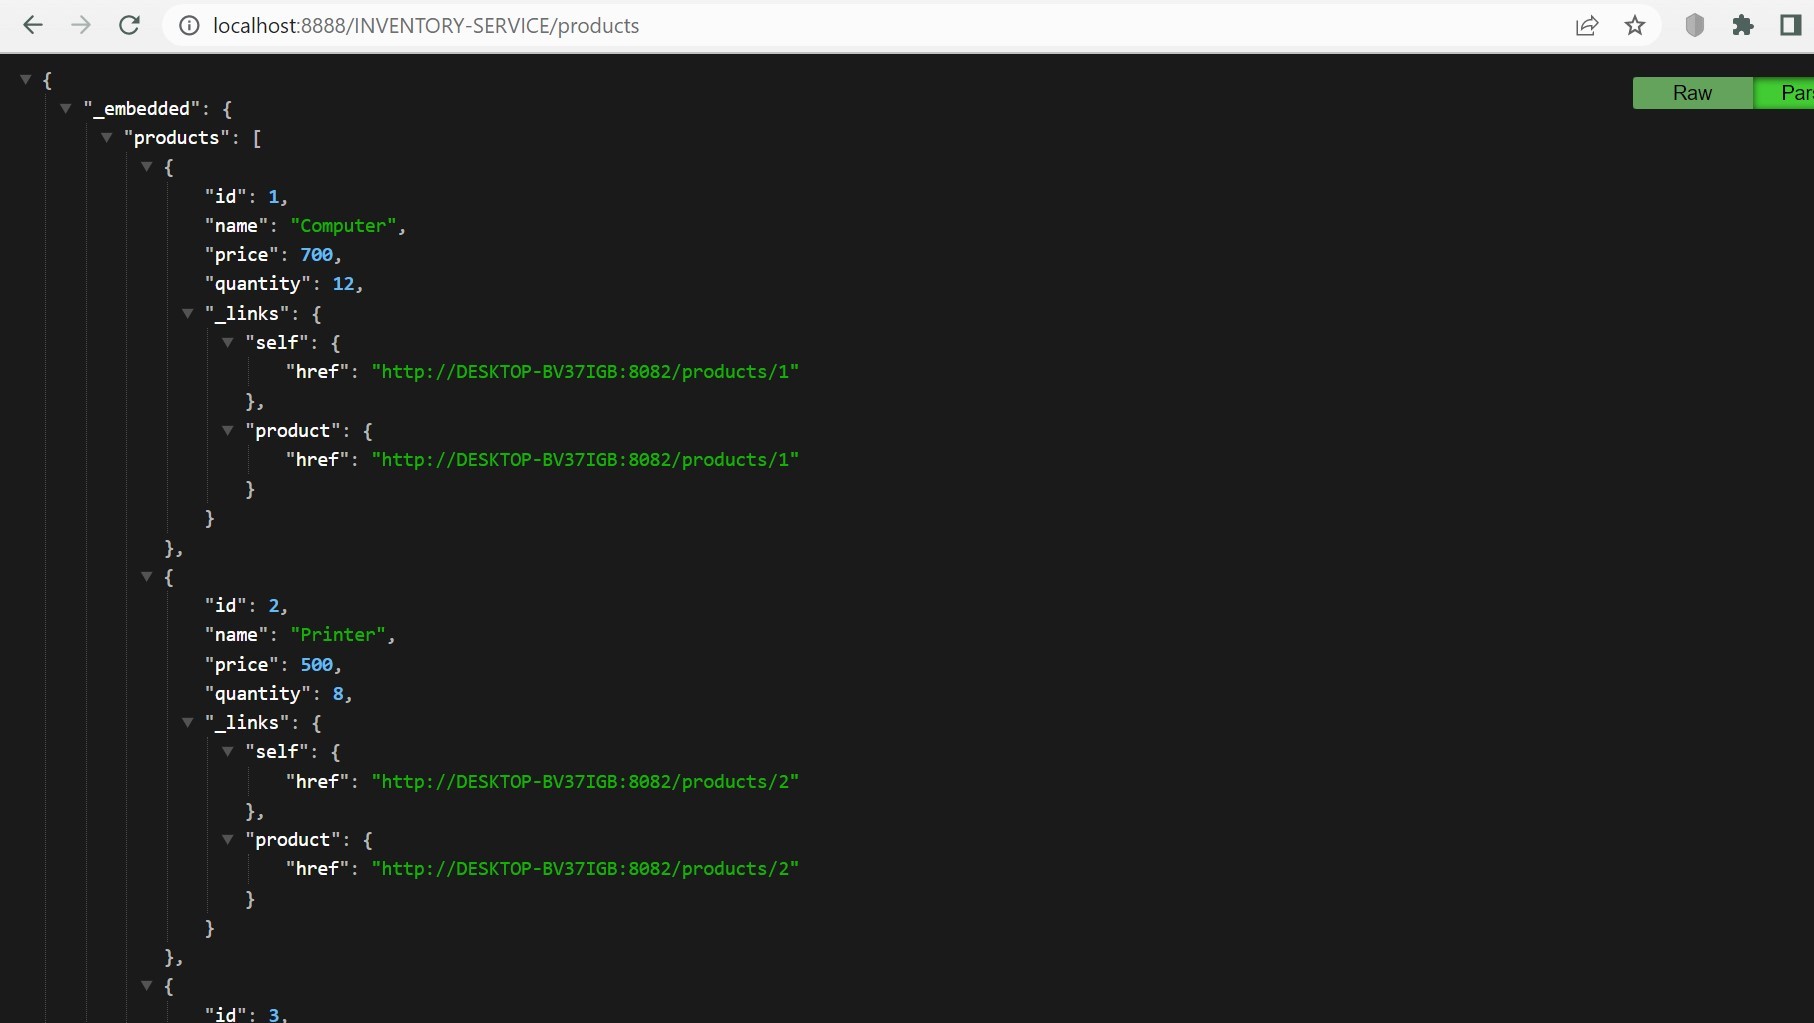 localhost:8888/INVENTORY-SERVICE/products
Raw
Par
{
"_embedded": {
"products": [
{
"id": 1,
"name": "Computer",
"price": 700,
"quantity": 12,
"_links": {
"self": {
"href": "http://DESKTOP-BV37IGB:8082/products/1"
},
"product": {
"href": "http://DESKTOP-BV37IGB:8082/products/1"
}
}
},
{
"id": 2,
"name": "Printer",
"price": 500,
"quantity": 8,
"_links": {
"self": {
"href": "http://DESKTOP-BV37IGB:8082/products/2"
},
"product": {
"href": "http://DESKTOP-BV37IGB:8082/products/2"
}
}
},
{
"id": 3,